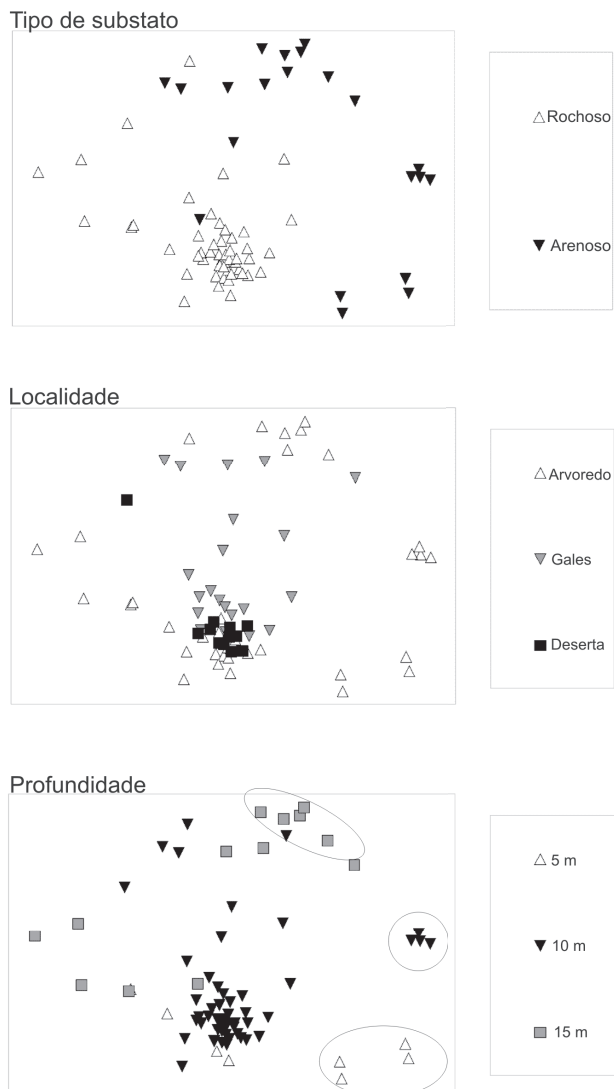 Tipo de substato
Rochoso
Arenoso
Localidade
Arvoredo
Gales
Deserta
Profundidade
5 m
10 m
15 m